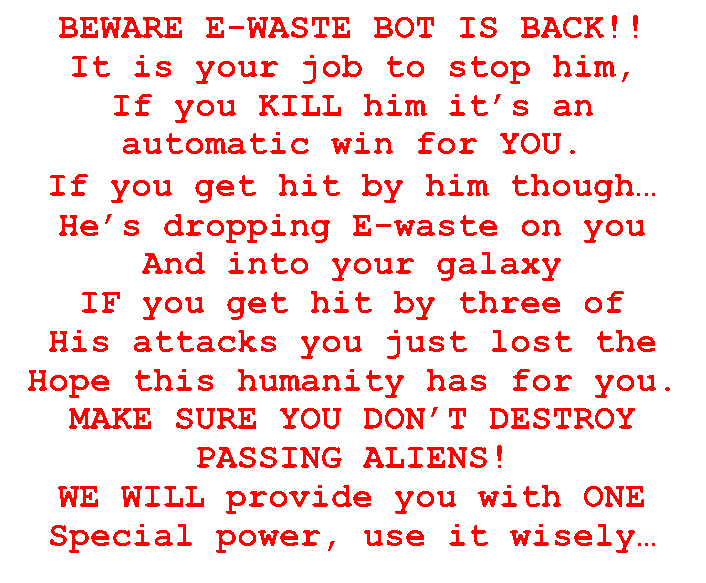 BEWARE E-WASTE BOT IS BACK!!
It is your job to stop him,
If you KILL him it’s an
automatic win for YOU.
If you get hit by him though…
He’s dropping E-waste on you
And into your galaxy
IF you get hit by three of
His attacks you just lost the
Hope this humanity has for you.
MAKE SURE YOU DON’T DESTROY
PASSING ALIENS!
WE WILL provide you with ONE
Special power, use it wisely…